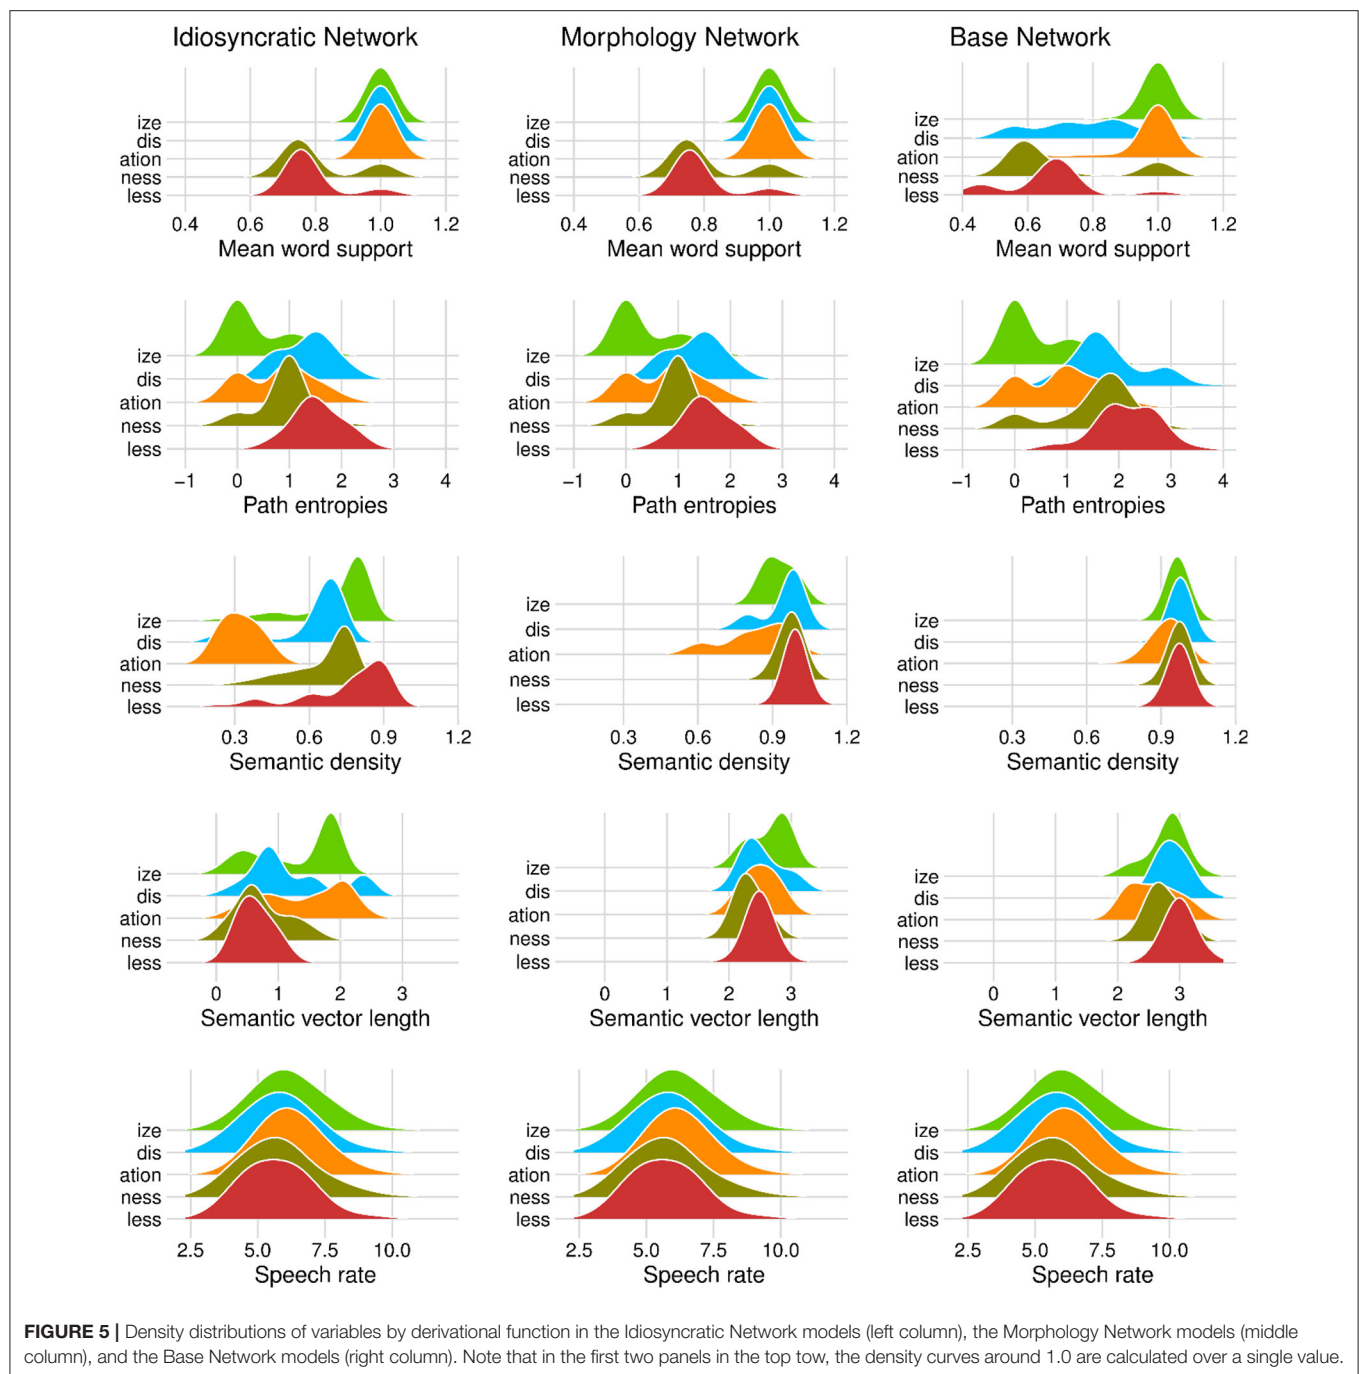 Idiosyncratic Network Morphology Network Base Network
ize
dis
ation
ness
less
0.4 0.6 0.8 1.0 1.2
Mean word support
ize
dis
ation
ness
less
0.4 0.6 0.8 1.0 1.2
Mean word support
ize
dis
ation
ness
less
0.4 0.6 0.8 1.0 1.2
Mean word support
ize
dis
ation
ness
less
−1 0 1 2 3 4
Path entropies
ize
dis
ation
ness
less
−1 0 1 2 3 4
Path entropies
ize
dis
ation
ness
less
−1 0 1 2 3 4
Path entropies
ize
dis
ation
ness
less
0.3 0.6 0.9 1.2
Semantic density
ize
dis
ation
ness
less
0.3 0.6 0.9 1.2
Semantic density
ize
dis
ation
ness
less
0.3 0.6 0.9 1.2
Semantic density
ize
dis
ation
ness
less
0 1 2 3
Semantic vector length
ize
dis
ation
ness
less
0 1 2 3
Semantic vector length
ize
dis
ation
ness
less
0 1 2 3
Semantic vector length
ize
dis
ation
ness
less
2.5 5.0 7.5 10.0
Speech rate
ize
dis
ation
ness
less
2.5 5.0 7.5 10.0
Speech rate
ize
dis
ation
ness
less
2.5 5.0 7.5 10.0
Speech rate
FIGURE 5 | Density distributions of variables by derivational function in the Idiosyncratic Network models (left column), the Morphology Network models (middle
column), and the Base Network models (right column). Note that in the first two panels in the top tow, the density curves around 1.0 are calculated over a single value.